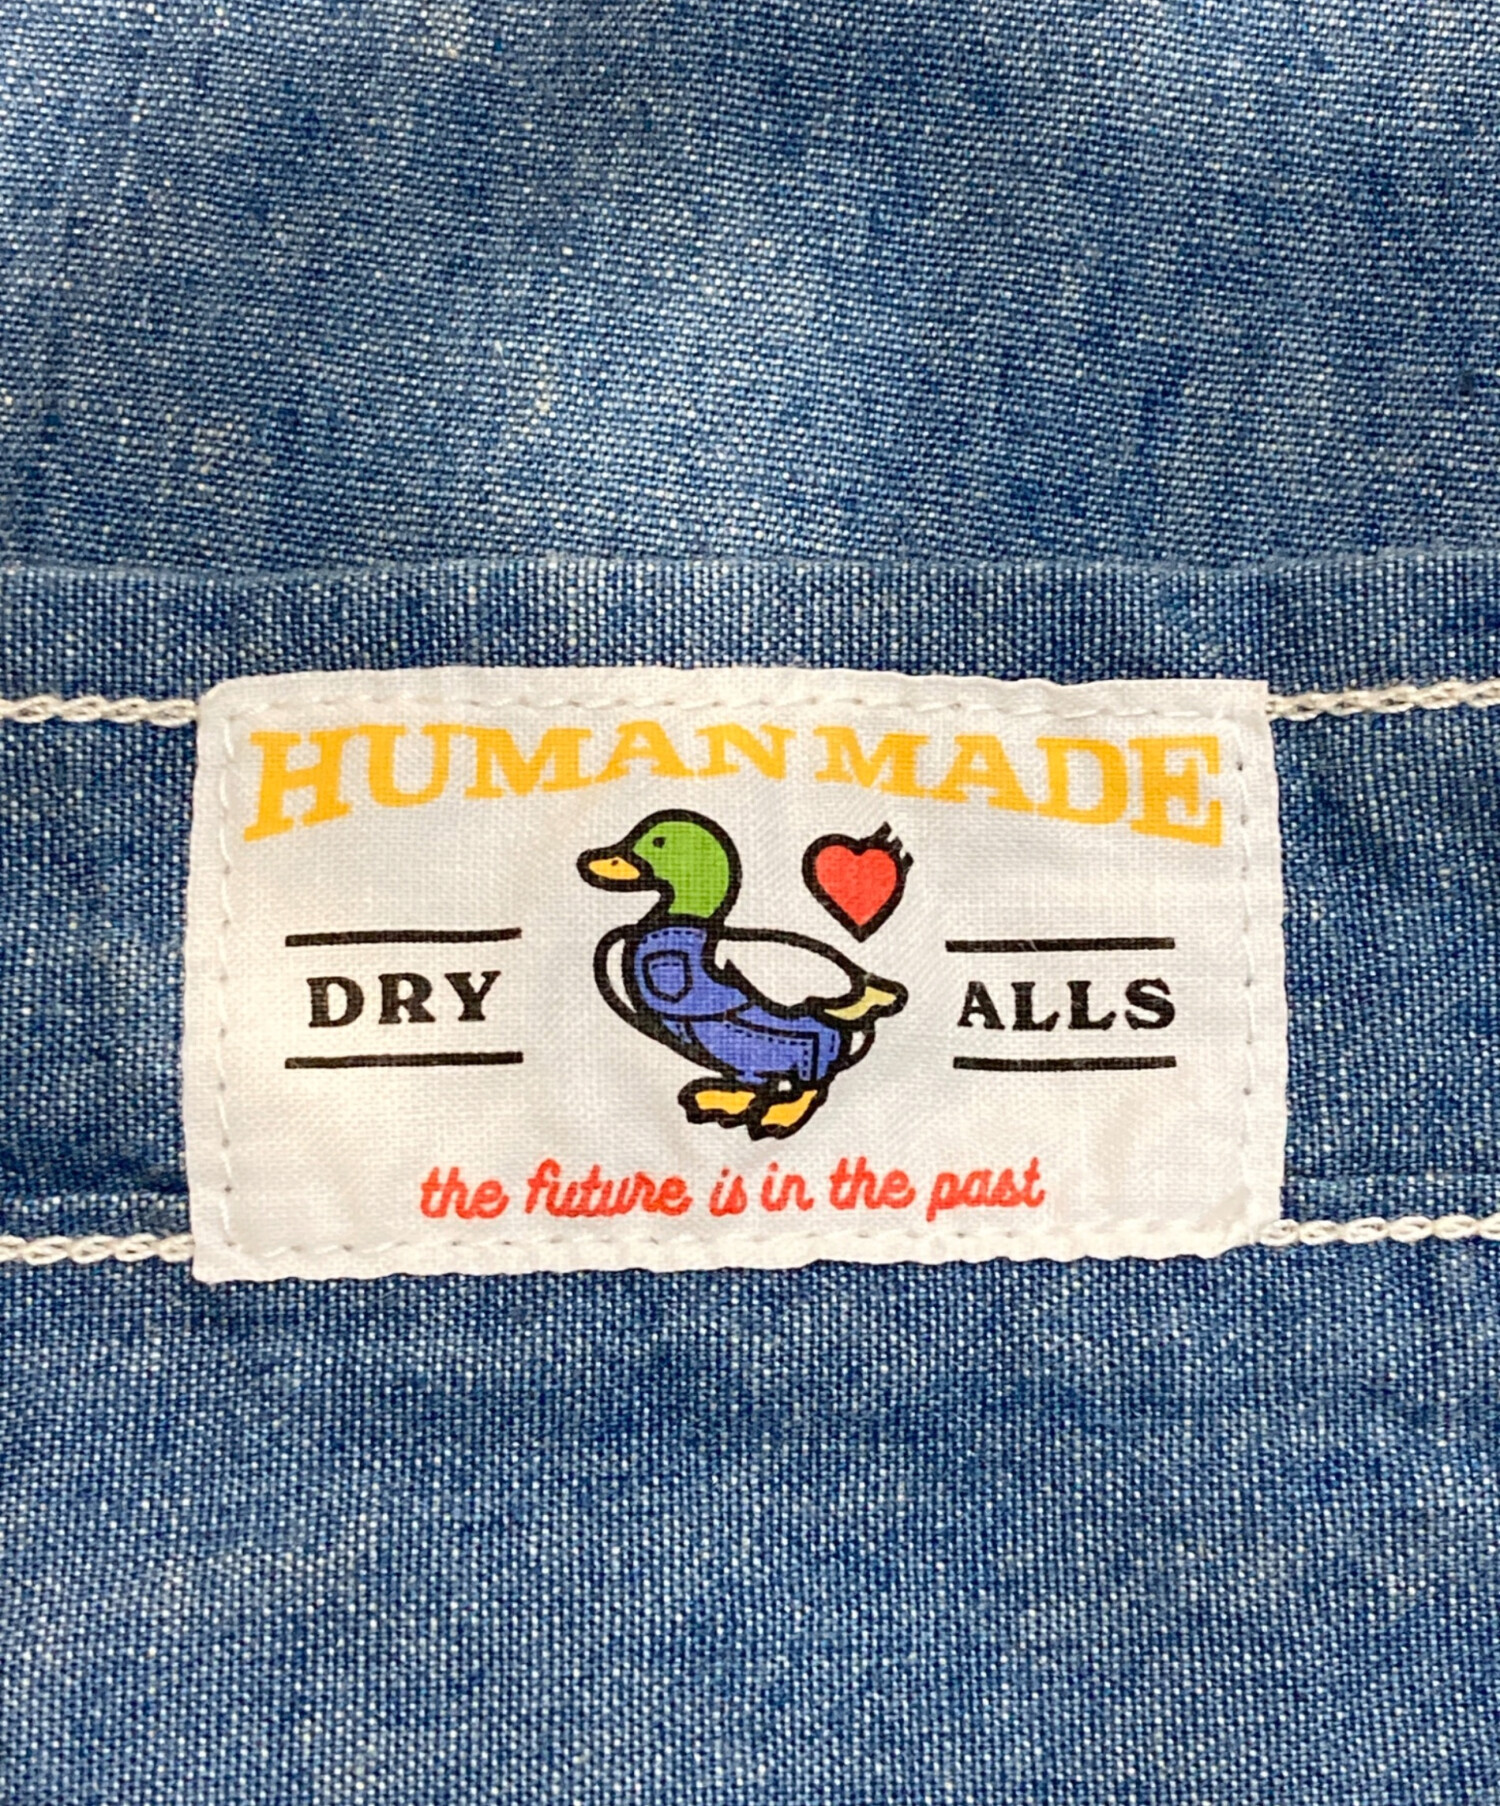 HUMAN MADE
DRY ALLS
the future is in the past